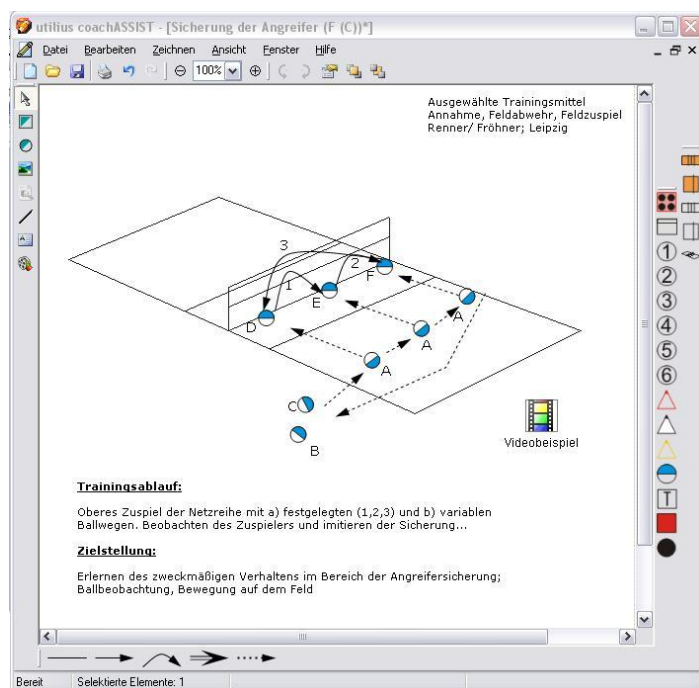 utilius coachASSIST - [Sicherung der Angreifer (F (C))*]
Datei Bearbeiten Zeichnen Ansicht Fenster Hilfe
100%
Ausgewählte Trainingsmittel
Annahme, Feldabwehr, Feldzuspiel
Renner/ Fröhner; Leipzig
3
2
1
F
E
D
A
A
A
C
B
1
2
3
4
5
6
T
Videobeispiel
Trainingsablauf:
Oberes Zuspiel der Netzreihe mit a) festgelegten (1,2,3) und b) variablen
Ballwegen. Beobachten des Zuspielers und imitieren der Sicherung...
Zielstellung:
Erlernen des zweckmäßigen Verhaltens im Bereich der Angreifersicherung;
Ballbeobachtung, Bewegung auf dem Feld
Bereit Selektierte Elemente: 1